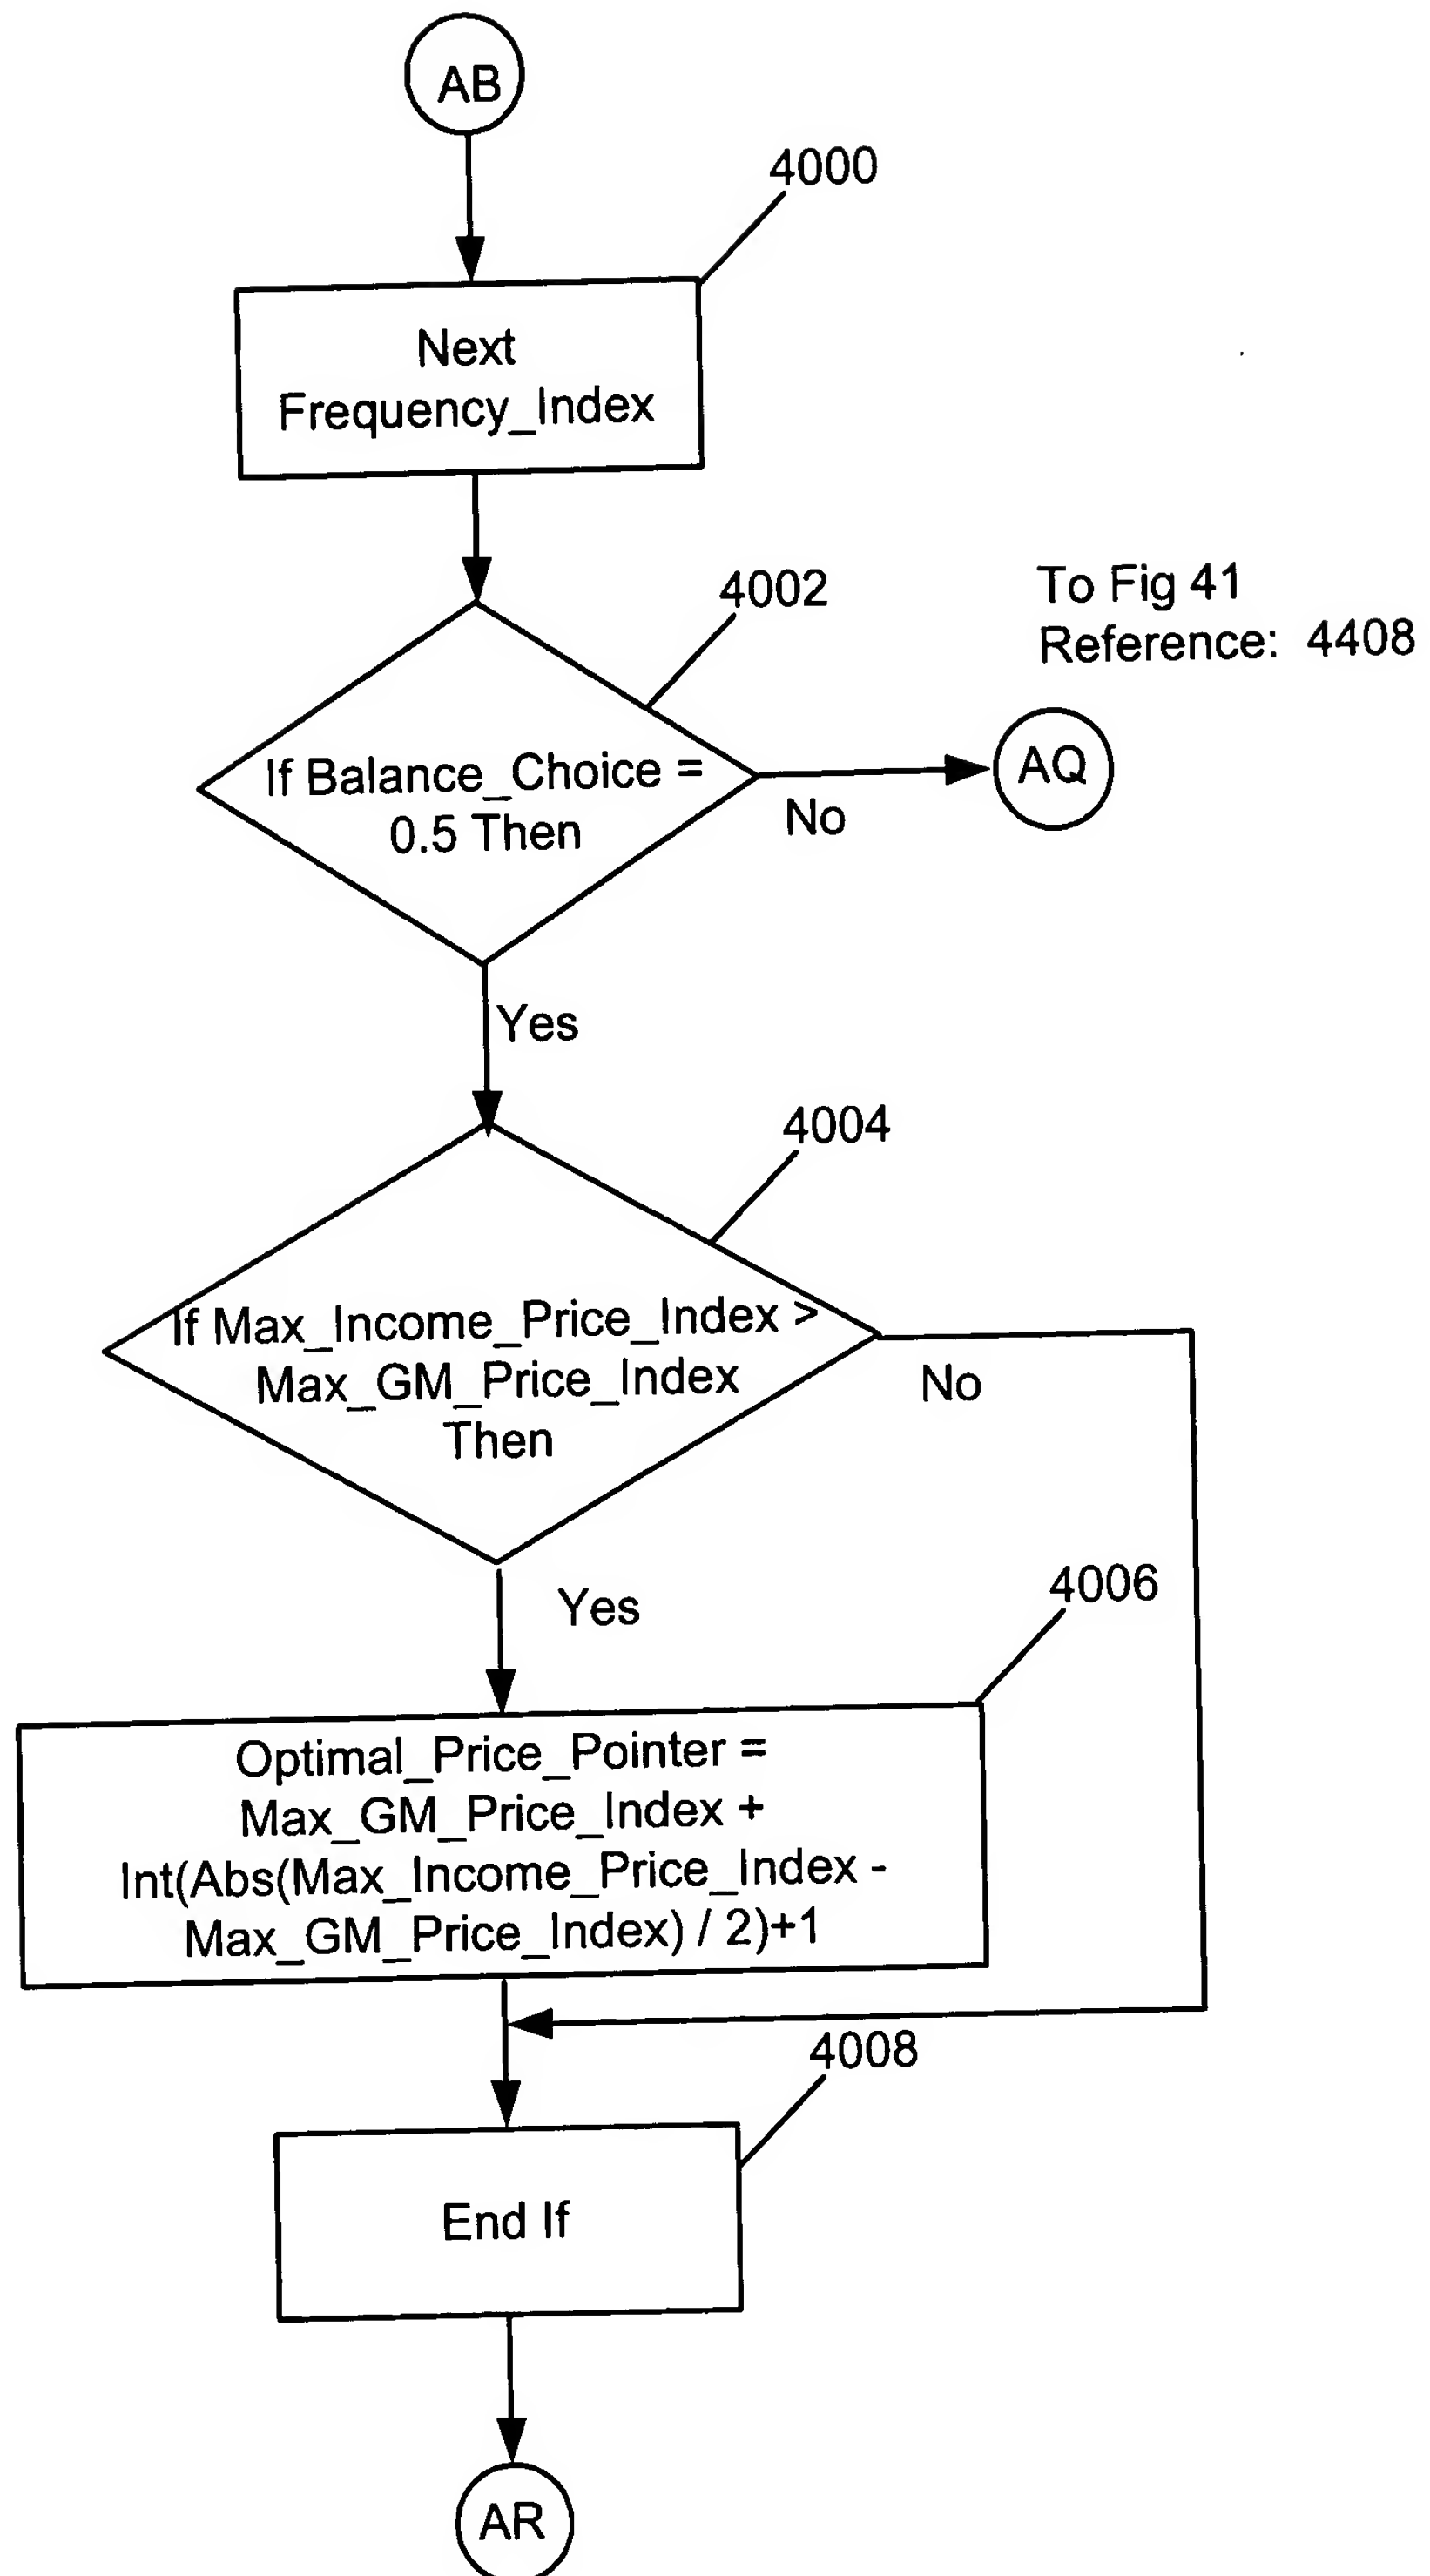 AB
4000
Next
Frequency_Index
4002
To Fig 41
Reference: 4408
If Balance_Choice =
0.5 Then
AQ
No
Yes
4004
If Max_Income_Price_Index >
Max_GM_Price_Index
Then
No
Yes
4006
Optimal_Price_Pointer =
Max_GM_Price_Index +
Int(Abs(Max_Income_Price_Index -
Max_GM_Price_Index) / 2)+1
4008
End If
AR